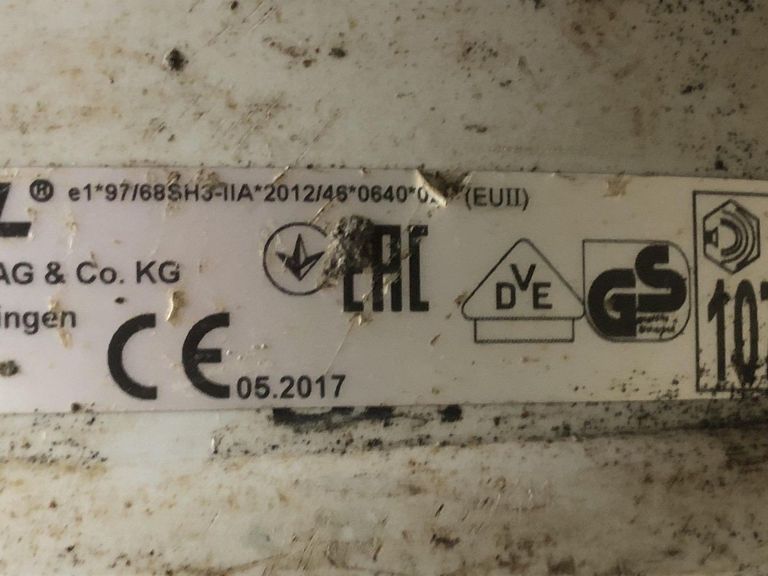 ® e1*97/68SH3-IIA*2012/46*0640*0 (EUII)
AG & Co. KG
ingen
EAC
DVE
GS
CE 05.2017
107